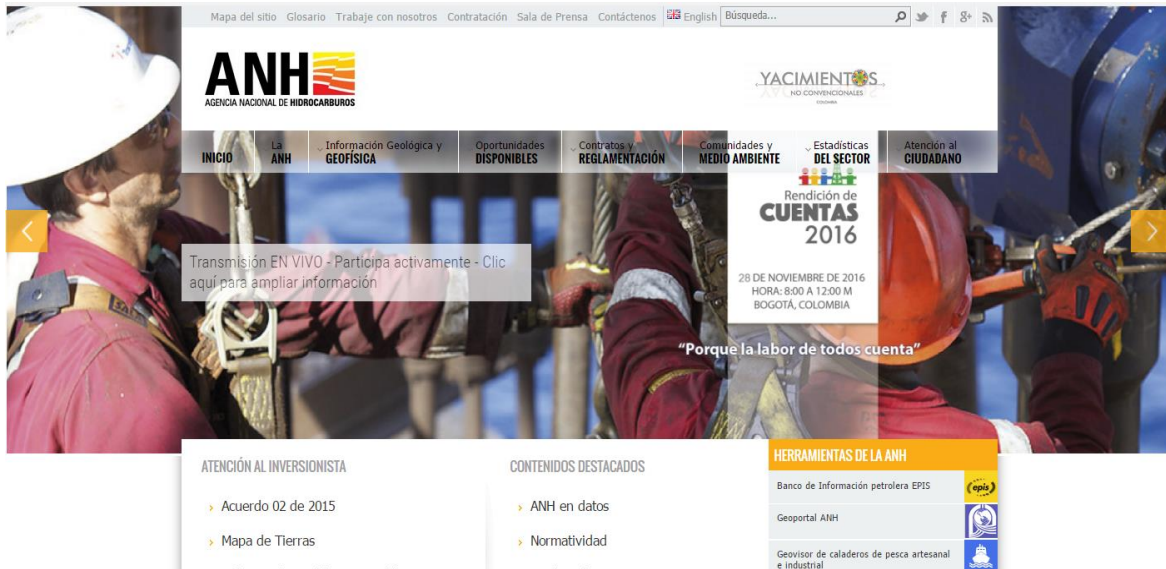 Mapa del sitio Glosario Trabaje con nosotros Contratación Sala de Prensa Contáctenos English Búsqueda...
ANH
AGENCIA NACIONAL DE HIDROCARBUROS
YACIMIENTOS
NO CONVENCIONALES
COLOMBIA
INICIO
La
ANH
Información Geológica y
GEOFÍSICA
Oportunidades
DISPONIBLES
Contratos y
REGLAMENTACIÓN
Comunidades y
MEDIO AMBIENTE
Estadísticas
DEL SECTOR
Atención al
CIUDADANO
Rendición de
CUENTAS
2016
Transmisión EN VIVO - Participa activamente - Clic
aquí para ampliar información
28 DE NOVIEMBRE DE 2016
HORA: 8:00 A 12:00 M
BOGOTÁ, COLOMBIA
“Porque la labor de todos cuenta”
ATENCIÓN AL INVERSIONISTA
Acuerdo 02 de 2015
Mapa de Tierras
CONTENIDOS DESTACADOS
ANH en datos
Normatividad
HERRAMIENTAS DE LA ANH
Banco de Información petrolera EPIS
(epis)
Geoportal ANH
Geovisor de caladeros de pesca artesanal
e industrial